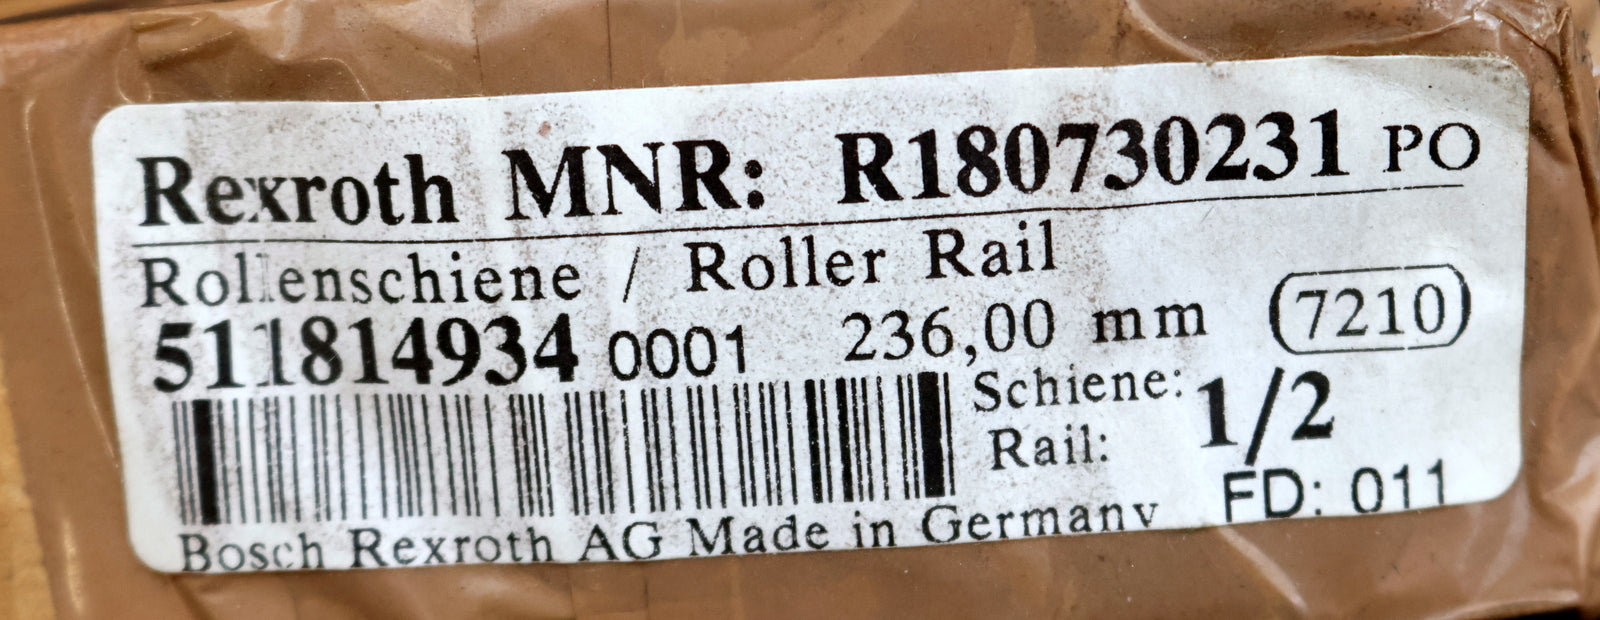 Rexroth MNR: R180730231 PO
Rollenschiene / Roller Rail
511814934 0001 236,00 mm 7210
Schiene: 1/2
Rail:
FD: 011
Bosch Rexroth AG Made in Germany